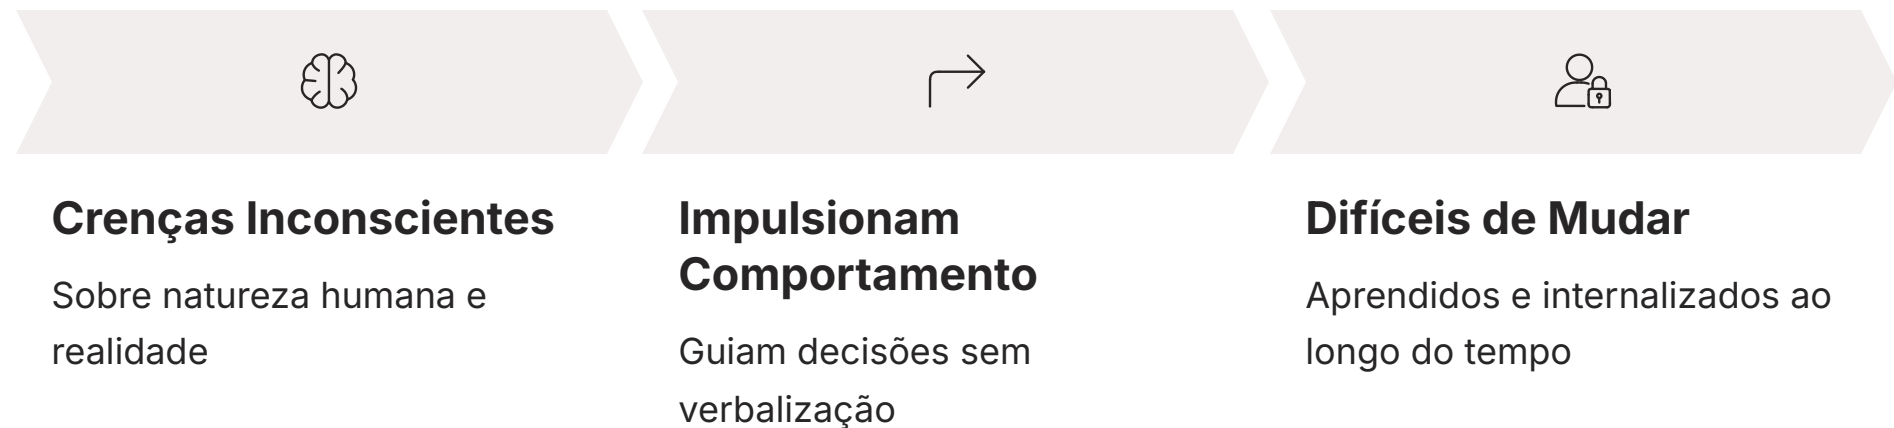 Crenças Inconscientes
Sobre natureza humana e
realidade
Impulsionam
Comportamento
Guiam decisões sem
verbalização
Difíceis de Mudar
Aprendidos e internalizados ao
longo do tempo